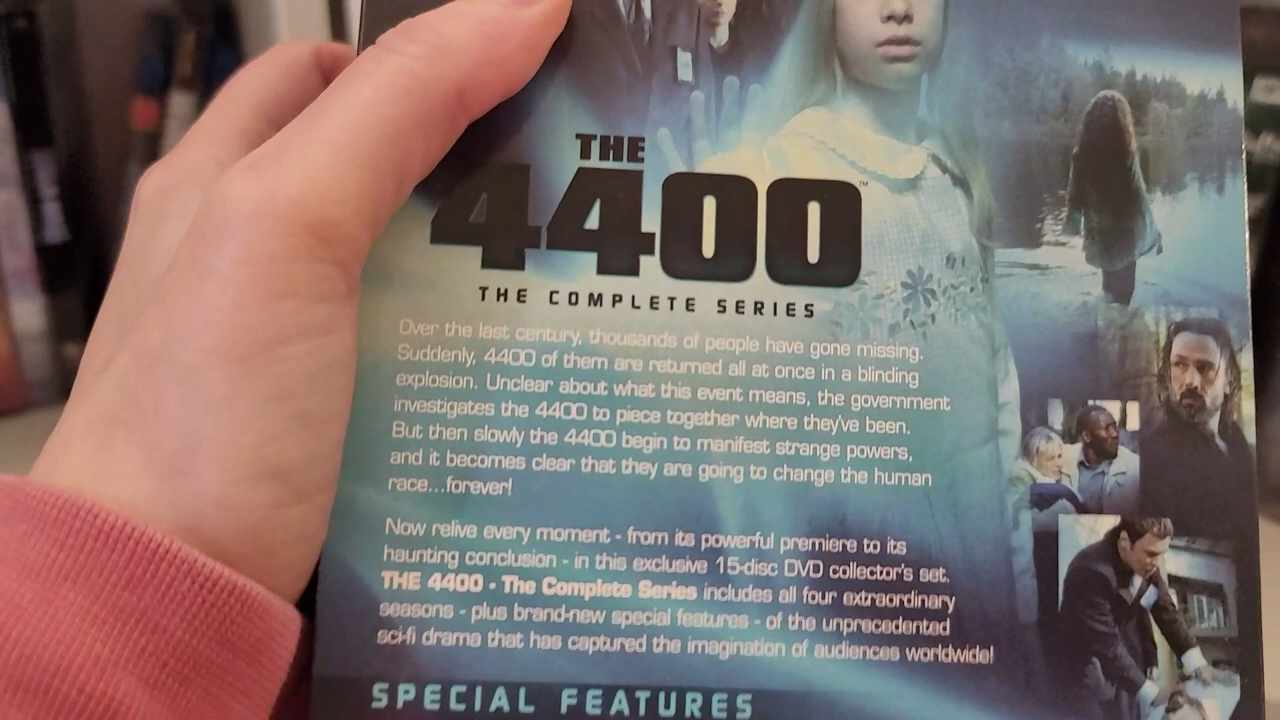 THE
4400™
THE COMPLETE SERIES
Over the last century, thousands of people have gone missing.
Suddenly, 4400 of them are returned all at once in a blinding
explosion. Unclear about what this event means, the government
investigates the 4400 to piece together where they've been.
But then slowly the 4400 begin to manifest strange powers,
and it becomes clear that they are going to change the human
race...forever!
Now relive every moment - from its powerful premiere to its
haunting conclusion - in this exclusive 15-disc DVD collector's set.
THE 4400 - The Complete Series includes all four extraordinary
seasons - plus brand-new special features - of the unprecedented
sci-fi drama that has captured the imagination of audiences worldwide!
SPECIAL FEATURES